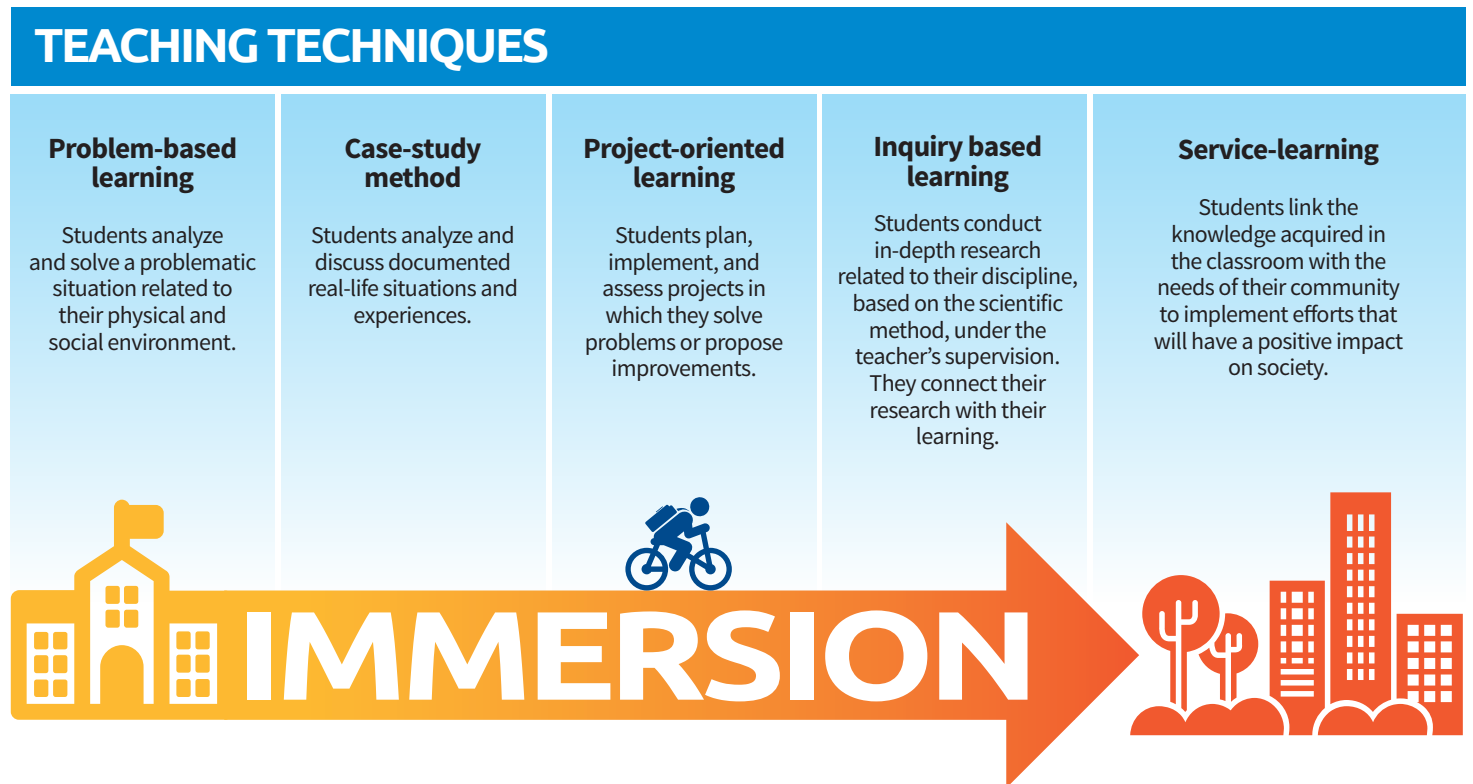 TEACHING TECHNIQUES
Problem-based
learning
Students analyze
and solve a problematic
situation related to
their physical and
social environment.
Case-study
method
Students analyze and
discuss documented
real-life situations and
experiences.
Project-oriented
learning
Students plan,
implement, and
assess projects in
which they solve
problems or propose
improvements.
Inquiry based
learning
Students conduct
in-depth research
related to their discipline,
based on the scientific
method, under the
teacher’s supervision.
They connect their
research with their
learning.
Service-learning
Students link the
knowledge acquired in
the classroom with the
needs of their community
to implement efforts that
will have a positive impact
on society.
IMMERSION